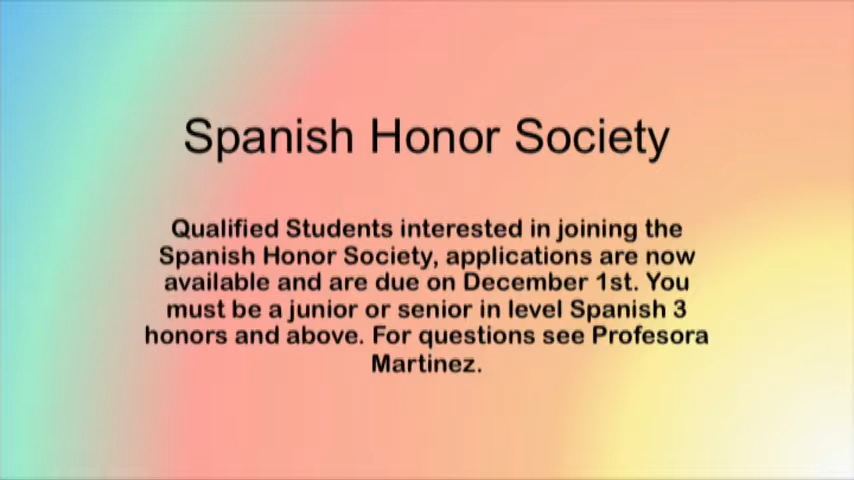 Spanish Honor Society
Qualified Students interested in joining the
Spanish Honor Society, applications are now
available and are due on December 1st. You
must be a junior or senior in level Spanish 3
honors and above. For questions see Profesora
Martinez.